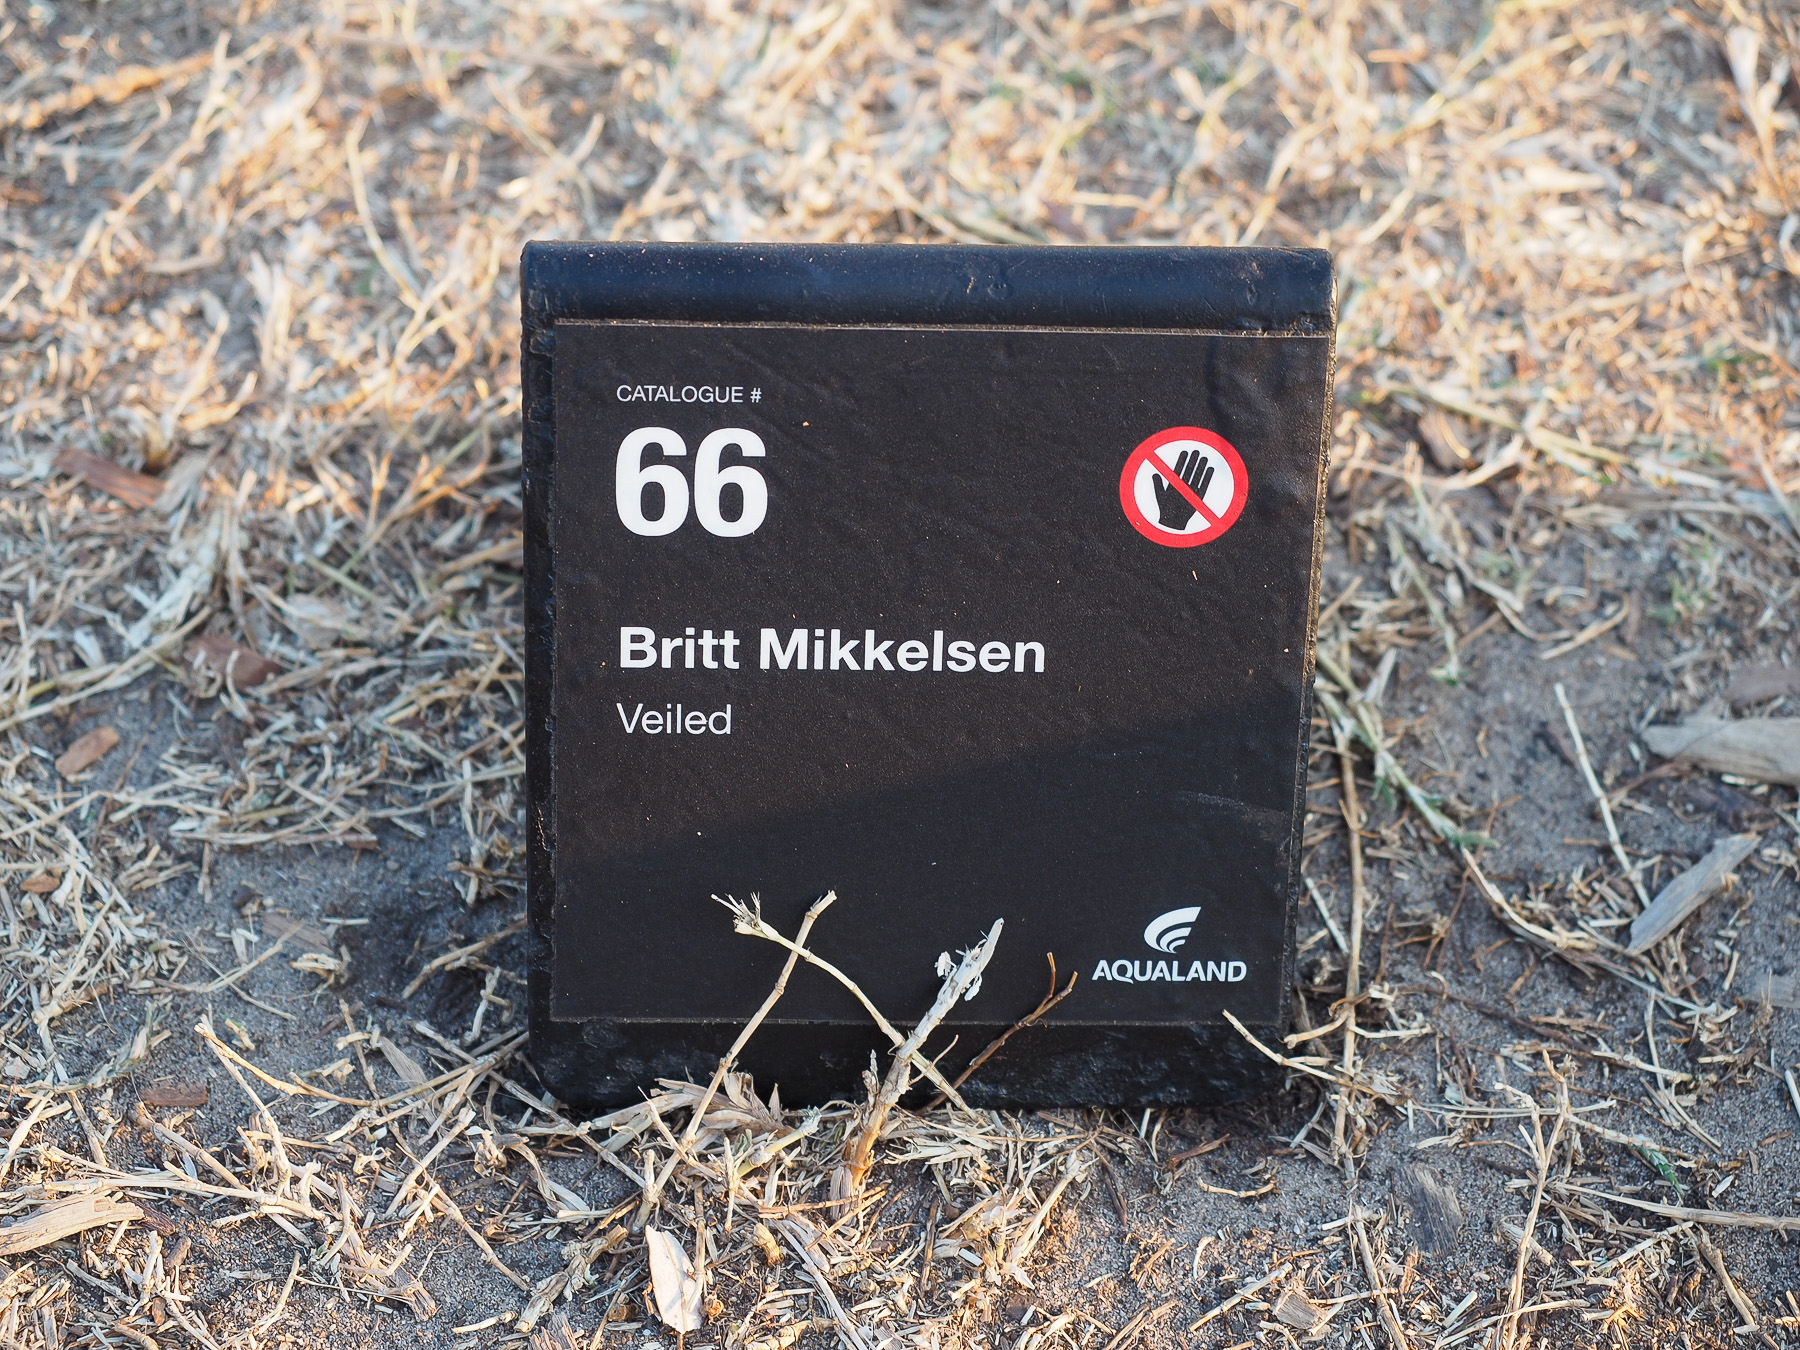 CATALOGUE #
66
Britt Mikkelsen
Veiled
AQUALAND